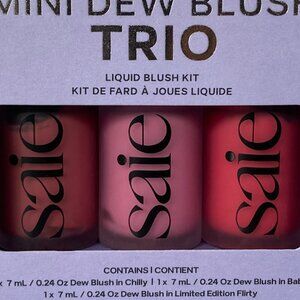 MINI DEW BLUSH
TRIO
LIQUID BLUSH KIT
KIT DE FARD À JOUES LIQUIDE
saie saie saie
CONTAINS | CONTIENT
x 7 mL / 0.24 Oz Dew Blush in Chilly | 1 x 7 mL / 0.24 Oz Dew Blush in Bab
1 x 7 mL / 0.24 Oz Dew Blush in Limited Edition Flirty